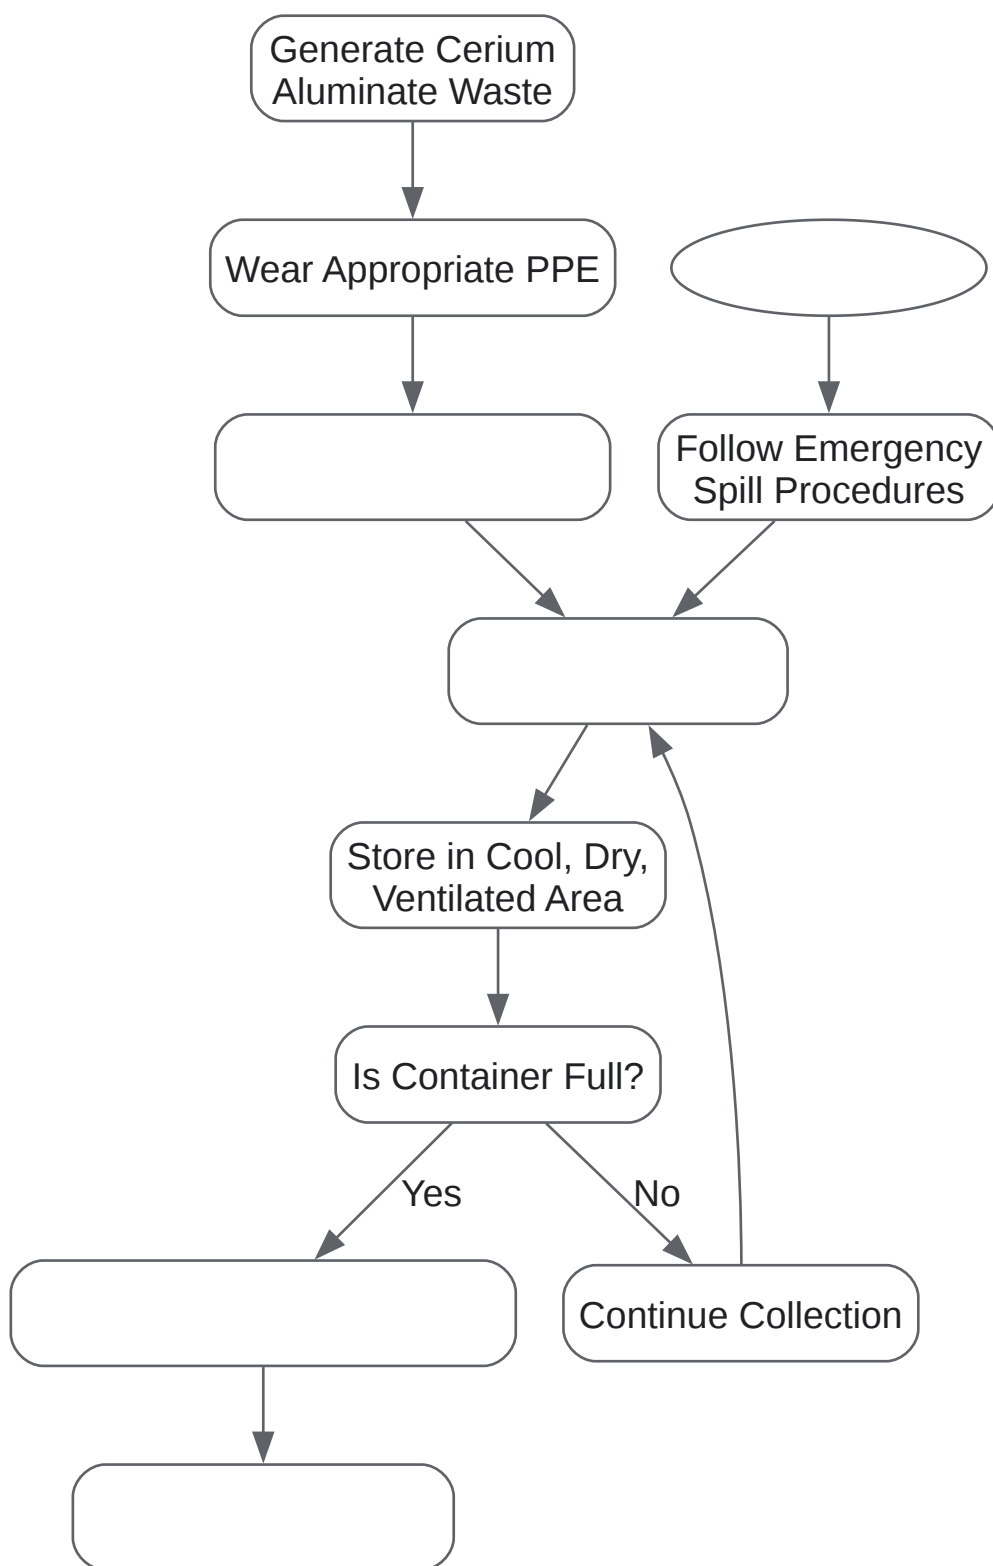 Generate Cerium
Aluminate Waste
Wear Appropriate PPE
Follow Emergency
Spill Procedures
Store in Cool, Dry,
Ventilated Area
Is Container Full?
Yes
No
Continue Collection